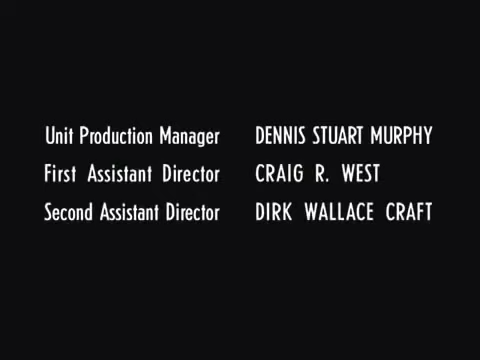 Unit Production Manager DENNIS STUART MURPHY
First Assistant Director CRAIG R. WEST
Second Assistant Director DIRK WALLACE CRAFT